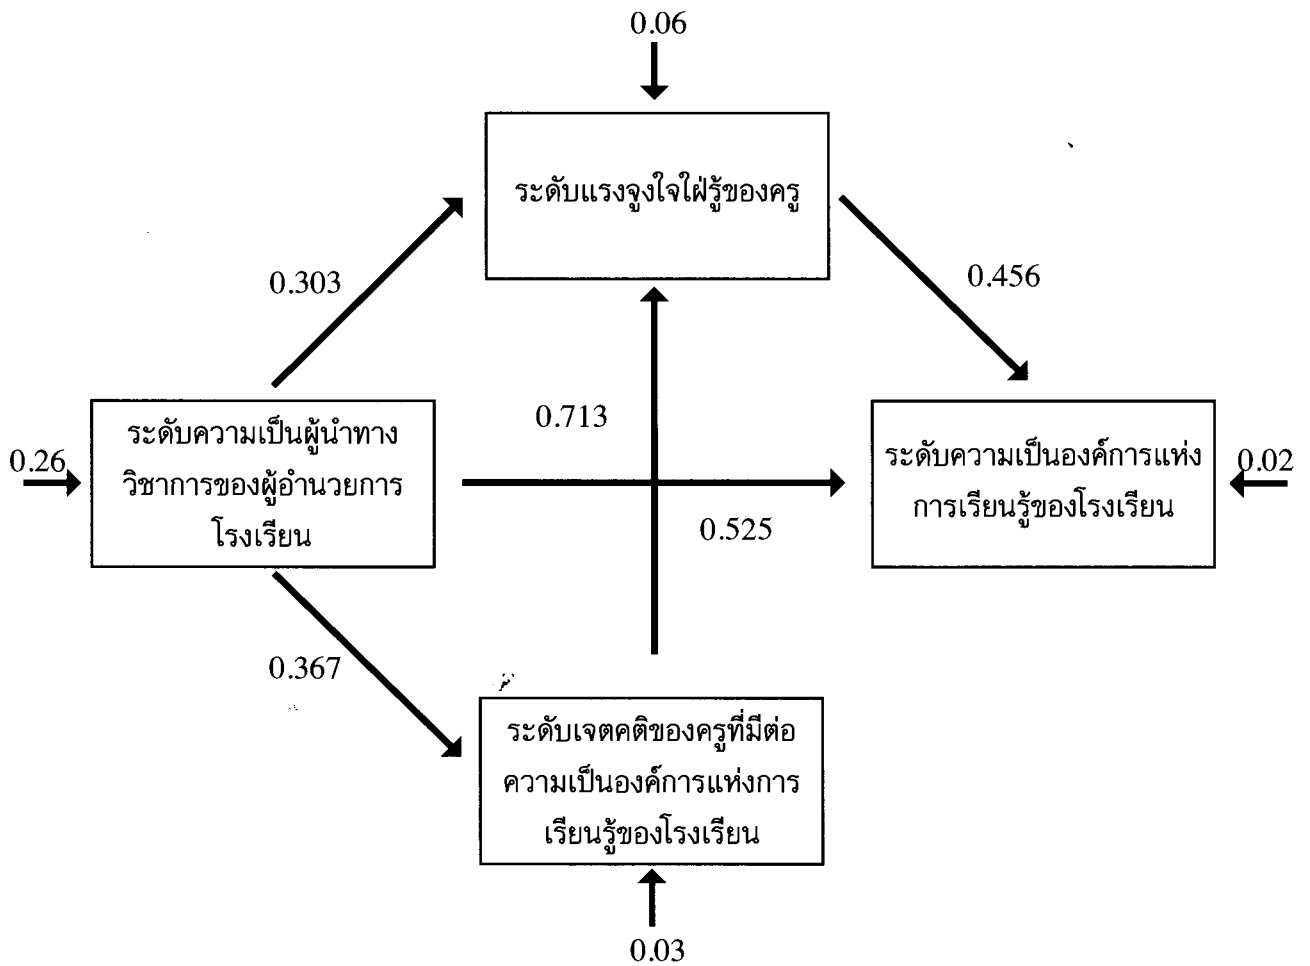 0.06
ระดับแรงจูงใจใฝ่รู้ของครู
0.303
0.456
ระดับความเป็นผู้นำทาง
วิชาการของผู้อำนวยการ
โรงเรียน
0.26
0.713
0.525
ระดับความเป็นองค์การแห่ง
การเรียนรู้ของโรงเรียน
0.02
0.367
ระดับเจตคติของครูที่มีต่อ
ความเป็นองค์การแห่งการ
เรียนรู้ของโรงเรียน
0.03